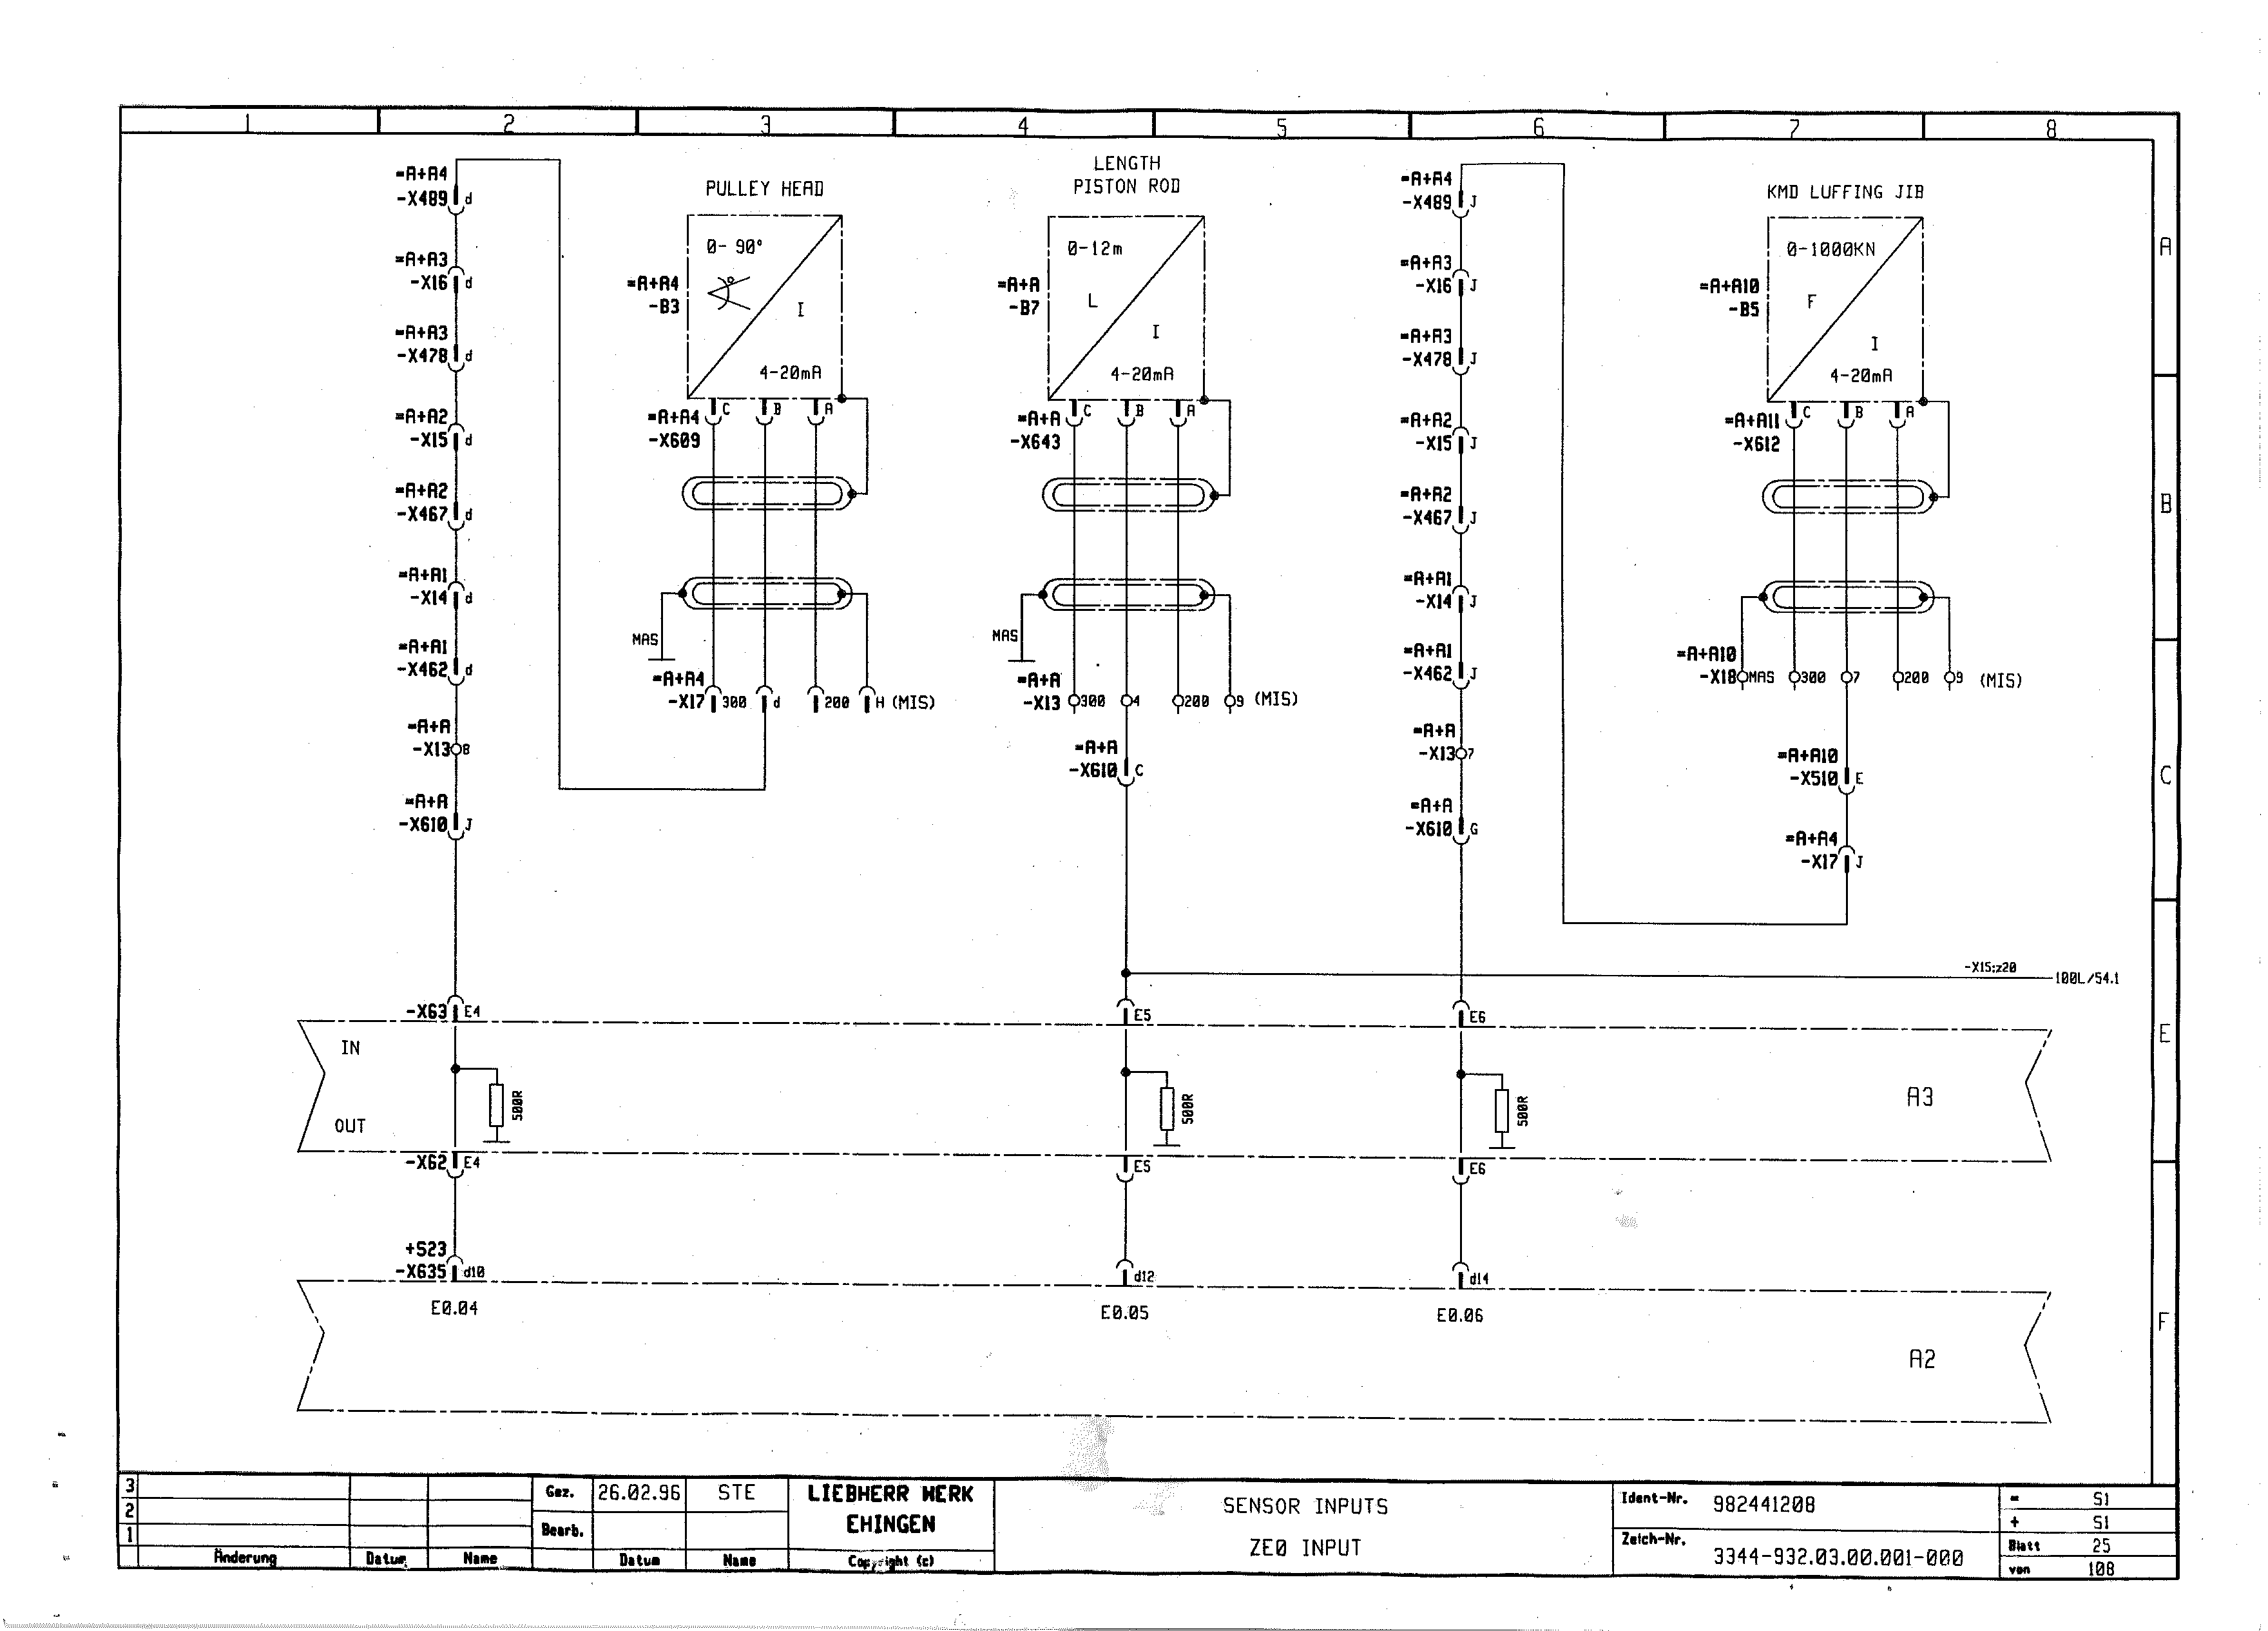 1 2 3 4 5 6 7 8
A
B
C
E
F
=A+A4
-X489 d
=A+A3
-X16 d
=A+A3
-X478 d
=A+A2
-X15 d
=A+A2
-X467 d
=A+A1
-X14 d
=A+A1
-X462 d
=A+A
-X13 8
=A+A
-X610 J
PULLEY HEAD
0- 90°
=A+A4
-B3
I
4-20mA
=A+A4
-X609
C B A
MAS
=A+A4
-X17 300 d 200 H (MIS)
LENGTH
PISTON ROD
0-12m
=A+A
-B7
L
I
4-20mA
=A+A
-X643
C B A
MAS
=A+A
-X13 300 4 200 9 (MIS)
=A+A
-X610 C
=A+A4
-X489 J
=A+A3
-X16 J
=A+A3
-X478 J
=A+A2
-X15 J
=A+A2
-X467 J
=A+A1
-X14 J
=A+A1
-X462 J
=A+A
-X13 7
=A+A
-X610 G
KMD LUFFING JIB
0-1000KN
=A+A10
-B5
F
I
4-20mA
=A+A11
-X612
C B A
=A+A10
-X18 MAS 300 7 200 9 (MIS)
=A+A10
-X510 E
=A+A4
-X17 J
-X15;z20
100L/54.1
-X63 E4 E5 E6
IN
OUT
500R 500R 500R
A3
-X62 E4 E5 E6
+S23
-X635 d10 d12 d14
E0.04 E0.05 E0.06
A2
3
2
1
Änderung Datum Name
Gez. 26.02.96 STE
Bearb.
Datum Name
LIEBHERR WERK
EHINGEN
Copyright (c)
SENSOR INPUTS
ZE0 INPUT
Ident-Nr. 982441208
Zeich-Nr. 3344-932.03.00.001-000
= S1
+ S1
Blatt 25
von 108